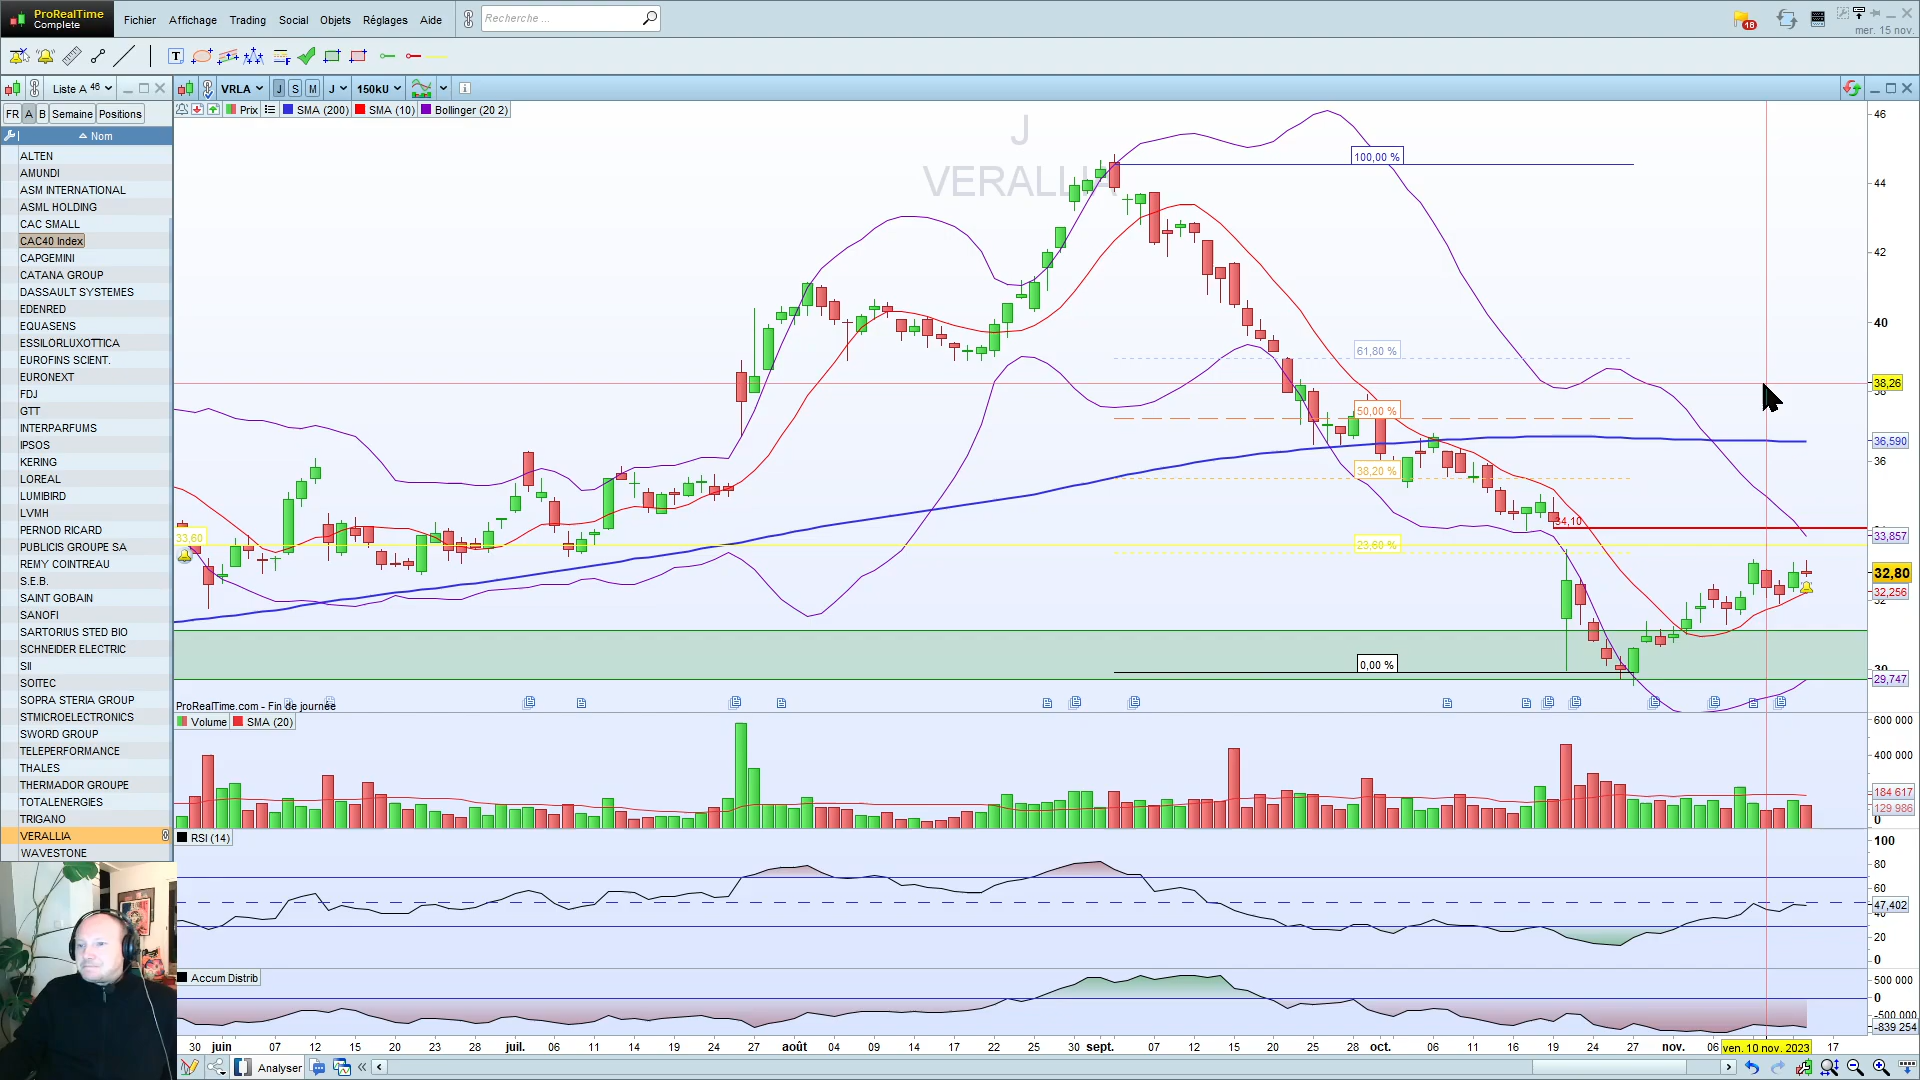 ProRealTime
Complete
Fichier Affichage Trading Social Objets Réglages Aide
Recherche ...
18
mer. 15 nov.
Liste A 46
VRLA J S M J 150kU
FR A B Semaine Positions
Prix SMA (200) SMA (10) Bollinger (20 2)
Nom
ALTEN
AMUNDI
ASM INTERNATIONAL
ASML HOLDING
CAC SMALL
CAC40 Index
CAPGEMINI
CATANA GROUP
DASSAULT SYSTEMES
EDENRED
EQUASENS
ESSILORLUXOTTICA
EUROFINS SCIENT.
EURONEXT
FDJ
GTT
INTERPARFUMS
IPSOS
KERING
LOREAL
LUMIBIRD
LVMH
PERNOD RICARD
PUBLICIS GROUPE SA
REMY COINTREAU
S.E.B.
SAINT GOBAIN
SANOFI
SARTORIUS STED BIO
SCHNEIDER ELECTRIC
SII
SOITEC
SOPRA STERIA GROUP
STMICROELECTRONICS
SWORD GROUP
TELEPERFORMANCE
THALES
THERMADOR GROUPE
TOTALENERGIES
TRIGANO
VERALLIA
WAVESTONE
J
VERALLIA
100,00 %
61,80 %
50,00 %
38,20 %
34,10
33,60
23,60 %
0,00 %
46
44
42
40
38,26
38
36,590
36
33,857
32,80
32,256
32
30
29,747
ProRealTime.com - Fin de journée
Volume SMA (20)
600 000
400 000
184 617
129 986
0
RSI (14)
100
80
60
47,402
40
20
0
Accum Distrib
500 000
0
-500 000
-839 254
30 juin 07 12 15 20 23 28 juil. 06 11 14 19 24 27 août 04 09 14 17 22 25 30 sept. 07 12 15 20 25 28 oct. 06 11 16 19 24 27 nov. 06 ven. 10 nov. 2023 17
Analyser